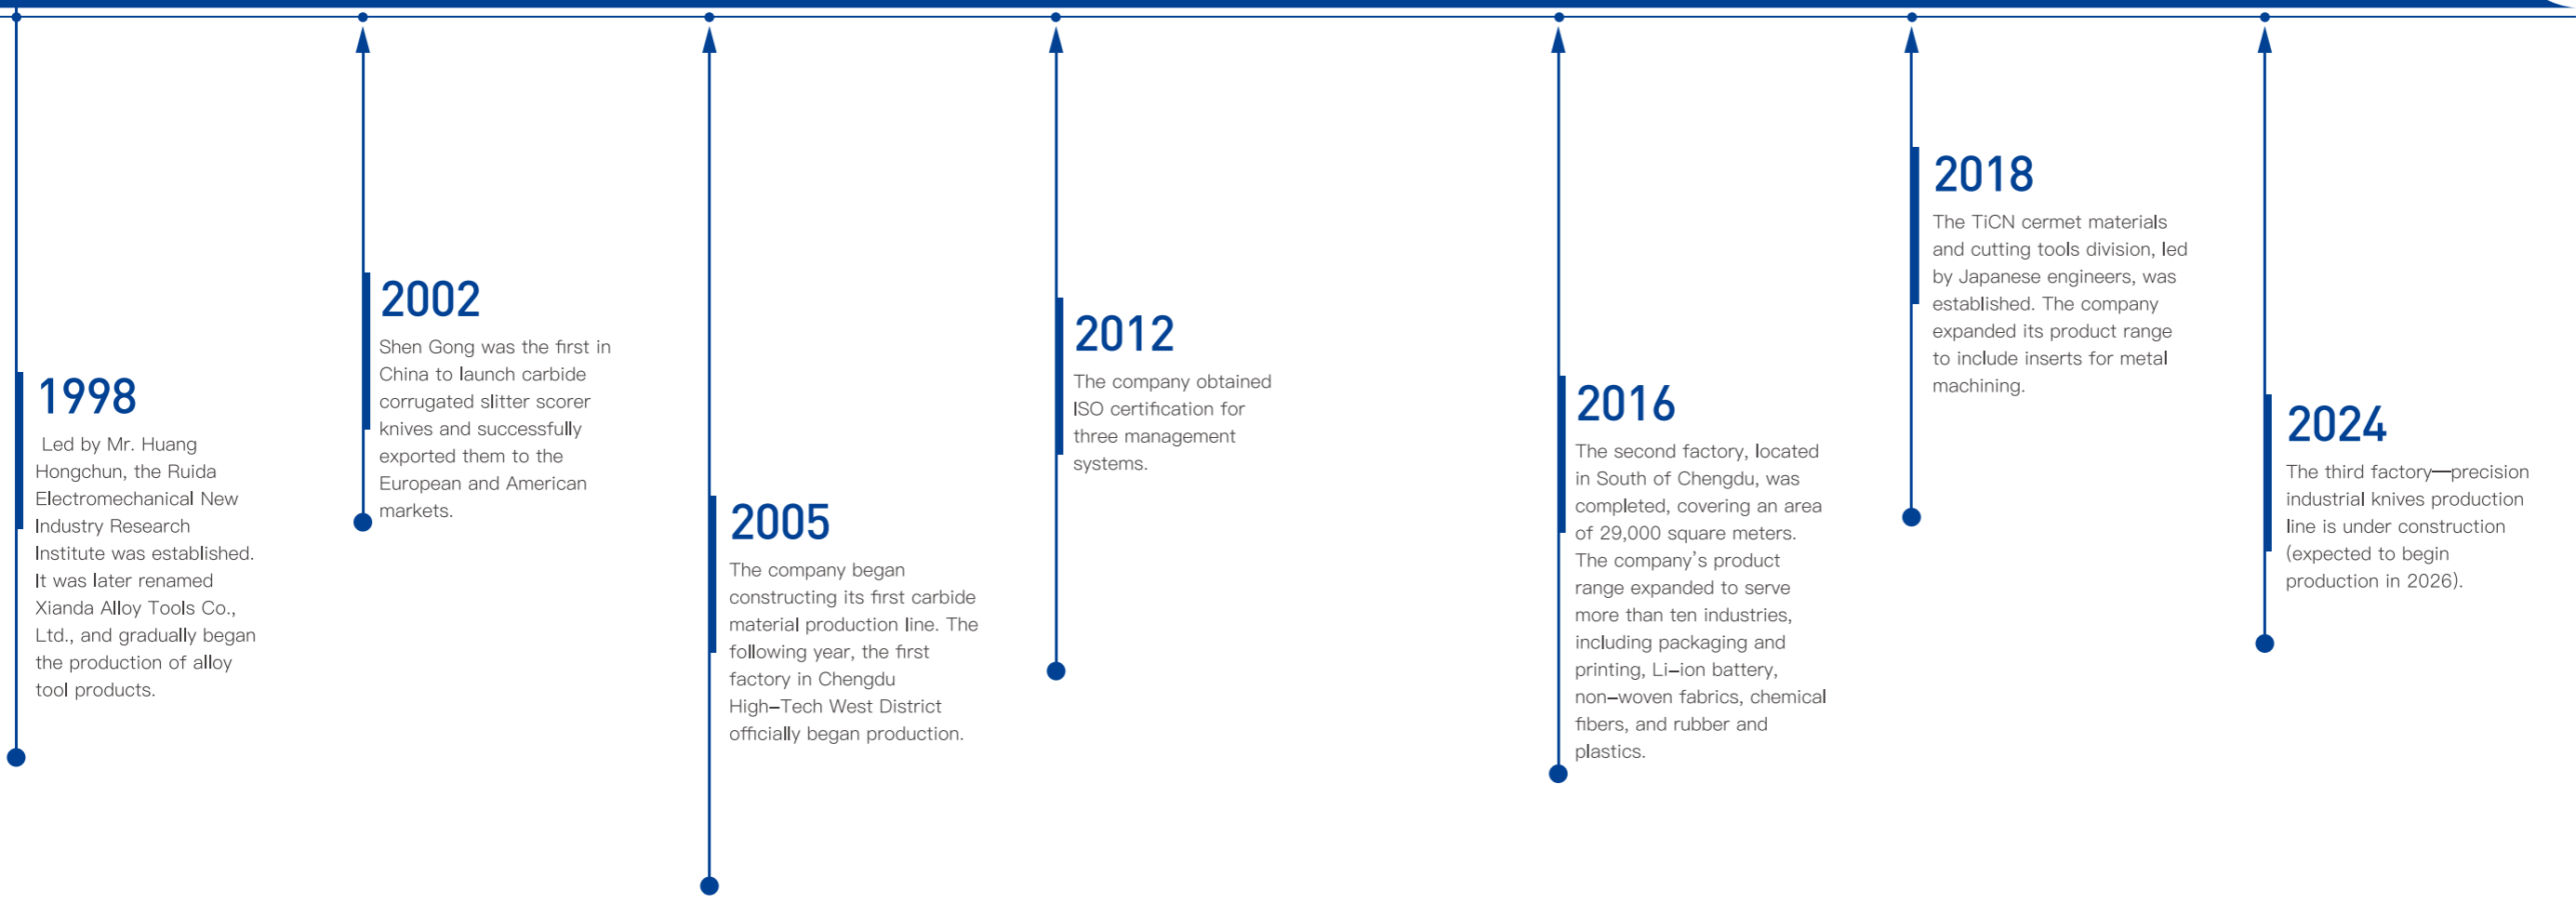 1998
Led by Mr. Huang
Hongchun, the Ruida
Electromechanical New
Industry Research
Institute was established.
It was later renamed
Xianda Alloy Tools Co.,
Ltd., and gradually began
the production of alloy
tool products.
2002
Shen Gong was the first in
China to launch carbide
corrugated slitter scorer
knives and successfully
exported them to the
European and American
markets.
2005
The company began
constructing its first carbide
material production line. The
following year, the first
factory in Chengdu
High–Tech West District
officially began production.
2012
The company obtained
ISO certification for
three management
systems.
2016
The second factory, located
in South of Chengdu, was
completed, covering an area
of 29,000 square meters.
The company's product
range expanded to serve
more than ten industries,
including packaging and
printing, Li–ion battery,
non–woven fabrics, chemical
fibers, and rubber and
plastics.
2018
The TiCN cermet materials
and cutting tools division, led
by Japanese engineers, was
established. The company
expanded its product range
to include inserts for metal
machining.
2024
The third factory—precision
industrial knives production
line is under construction
(expected to begin
production in 2026).